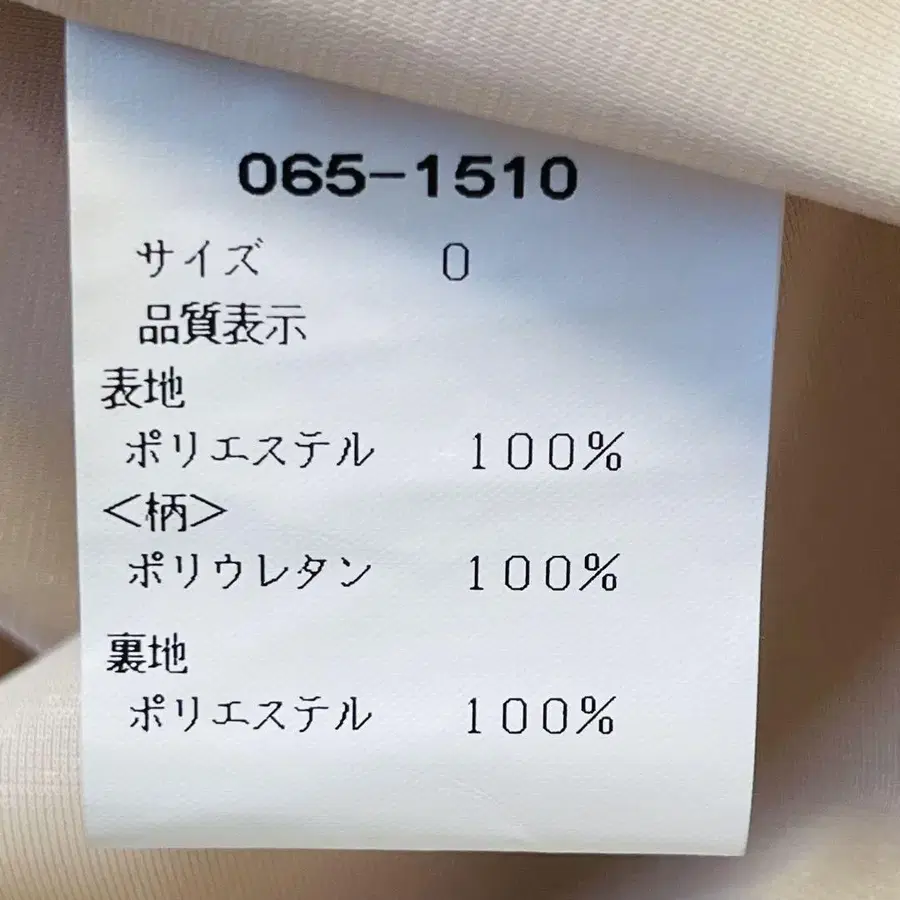 065-1510
サイズ 0
品質表示
表地
ポリエステル 100%
<柄>
ポリウレタン 100%
裏地
ポリエステル 100%